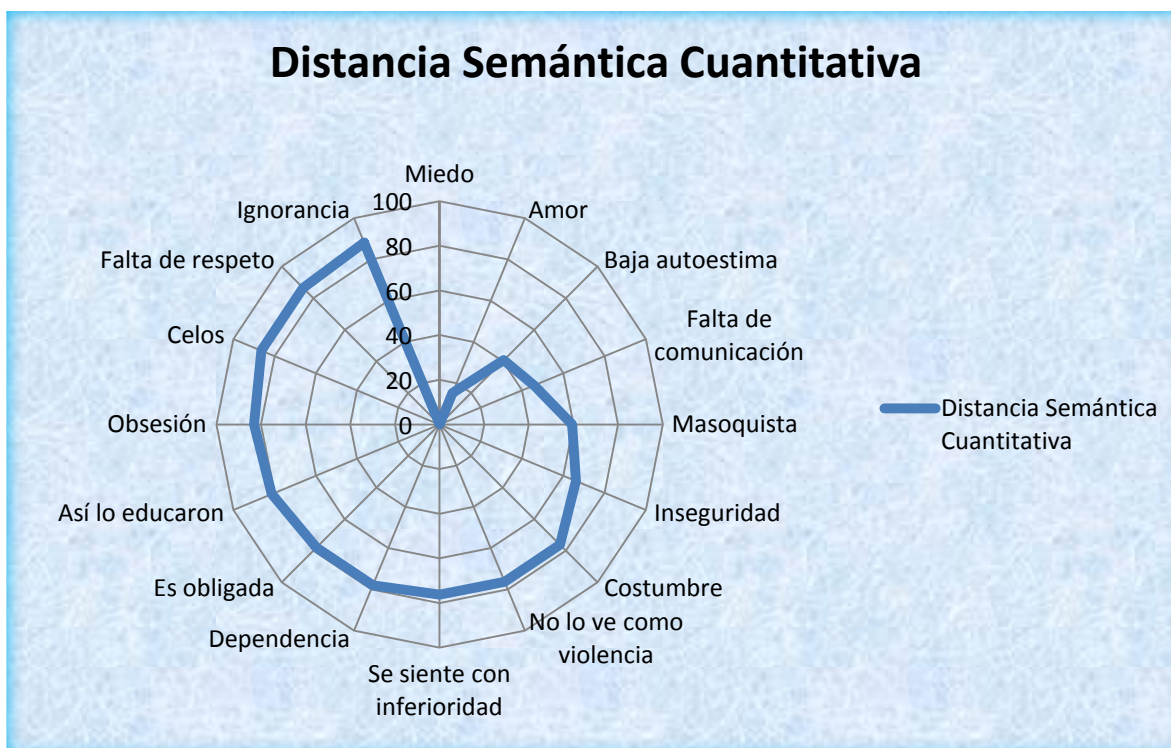 Distancia Semántica Cuantitativa
Miedo
Amor
Baja autoestima
Falta de
comunicación
Masoquista
Inseguridad
Costumbre
No lo ve como
violencia
Se siente con
inferioridad
Dependencia
Es obligada
Así lo educaron
Obsesión
Celos
Falta de respeto
Ignorancia
100
80
60
40
20
0
Distancia Semántica
Cuantitativa